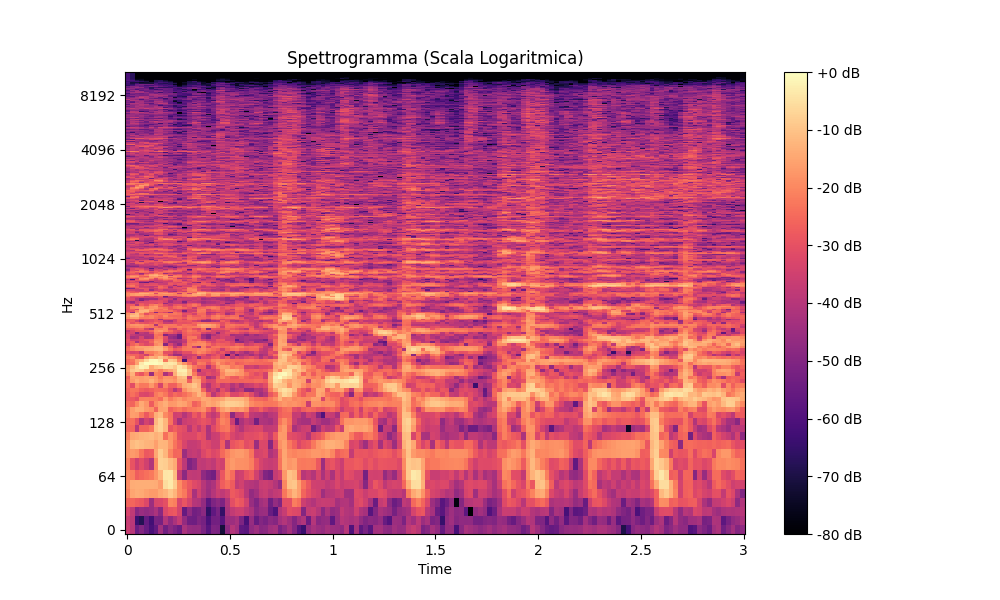 Spettrogramma (Scala Logaritmica)
Hz
8192
4096
2048
1024
512
256
128
64
0
0 0.5 1 1.5 2 2.5 3
Time
+0 dB
-10 dB
-20 dB
-30 dB
-40 dB
-50 dB
-60 dB
-70 dB
-80 dB